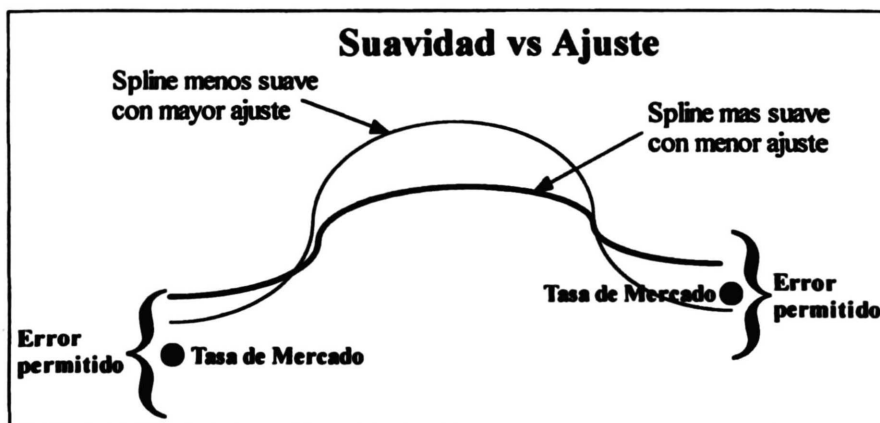 Suavidad vs Ajuste
Spline menos suave
con mayor ajuste
Spline mas suave
con menor ajuste
Tasa de Mercado
Error
permitido
Error
permitido
Tasa de Mercado